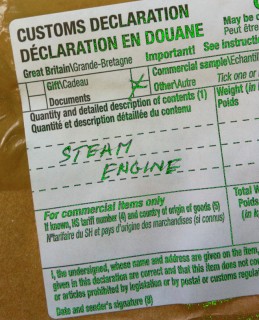 CUSTOMS DECLARATION
DÉCLARATION EN DOUANE
May be o
Peut être
Great Britain\Grande-Bretagne Important! See instructio
Gift\Cadeau
Commercial sample\Echantil
Documents
Other\Autre
Tick one or
Quantity and detailed description of contents (1)
Quantité et description détaillée du contenu
Weight (in k
Poids
STEAM
ENGINE
For commercial items only
If known, HS tariff number (4) and country of origin of goods (5)
N°tarifaire du SH et pays d'origine des marchandises (si connus)
Total W
Poids
(in k
I, the undersigned, whose name and address are given on the item,
given in this declaration are correct and that this item does not co
or articles prohibited by legislation or by postal or customs regula
Date and sender's signature (8)